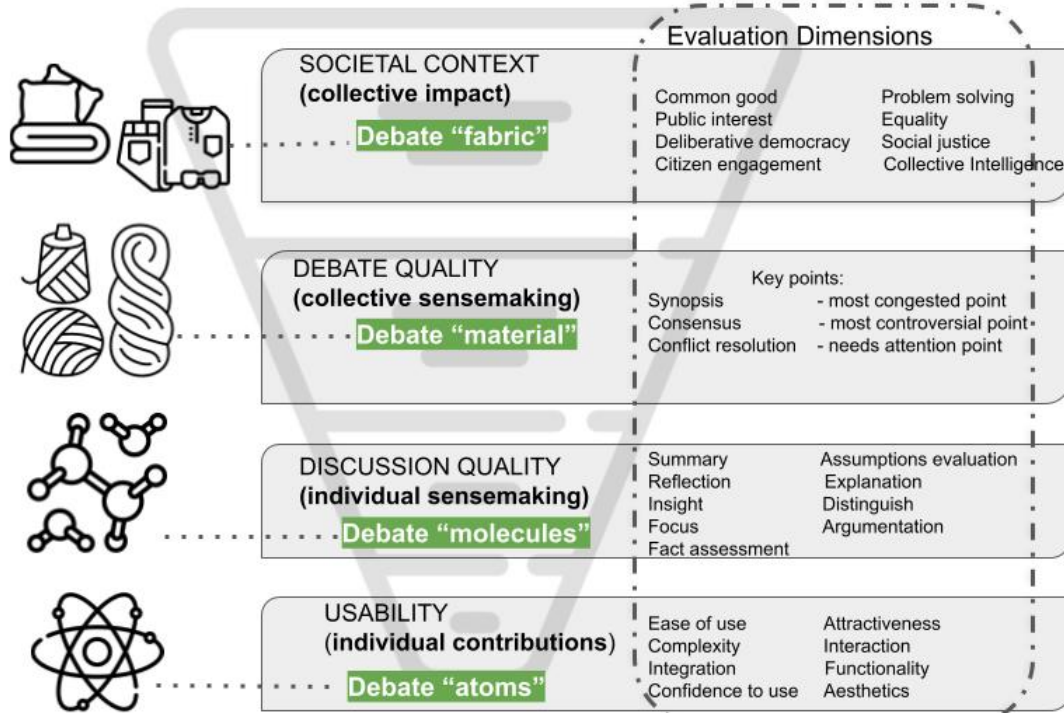 Evaluation Dimensions
SOCIETAL CONTEXT
(collective impact)
Debate “fabric”
Common good Problem solving
Public interest Equality
Deliberative democracy Social justice
Citizen engagement Collective Intelligence
DEBATE QUALITY
(collective sensemaking)
Debate “material”
Key points:
Synopsis - most congested point
Consensus - most controversial point
Conflict resolution - needs attention point
DISCUSSION QUALITY
(individual sensemaking)
Debate “molecules”
Summary Assumptions evaluation
Reflection Explanation
Insight Distinguish
Focus Argumentation
Fact assessment
USABILITY
(individual contributions)
Debate “atoms”
Ease of use Attractiveness
Complexity Interaction
Integration Functionality
Confidence to use Aesthetics